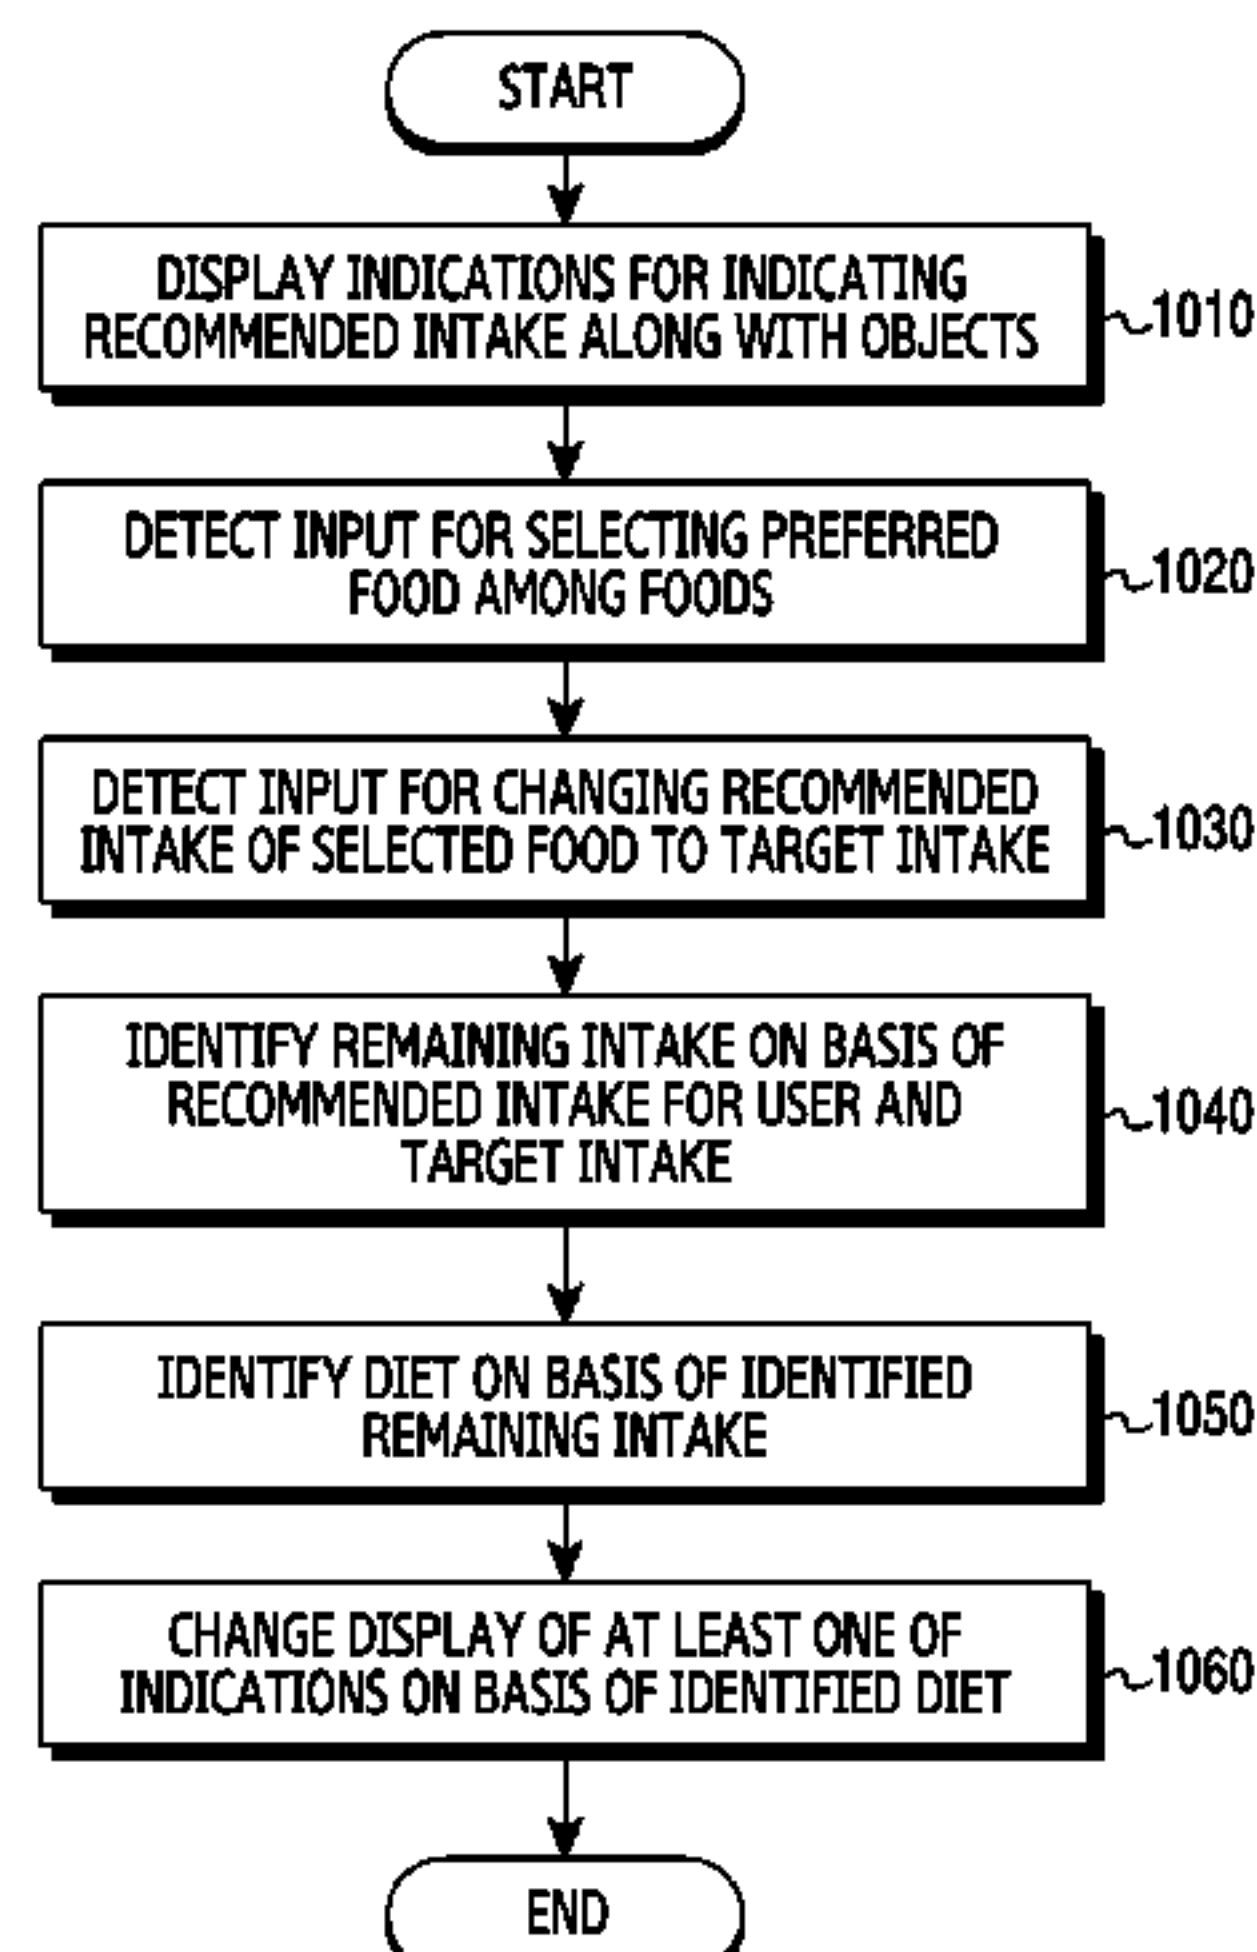 START
DISPLAY INDICATIONS FOR INDICATING
RECOMMENDED INTAKE ALONG WITH OBJECTS
1010
DETECT INPUT FOR SELECTING PREFERRED
FOOD AMONG FOODS
1020
DETECT INPUT FOR CHANGING RECOMMENDED
INTAKE OF SELECTED FOOD TO TARGET INTAKE
1030
IDENTIFY REMAINING INTAKE ON BASIS OF
RECOMMENDED INTAKE FOR USER AND
TARGET INTAKE
1040
IDENTIFY DIET ON BASIS OF IDENTIFIED
REMAINING INTAKE
1050
CHANGE DISPLAY OF AT LEAST ONE OF
INDICATIONS ON BASIS OF IDENTIFIED DIET
1060
END